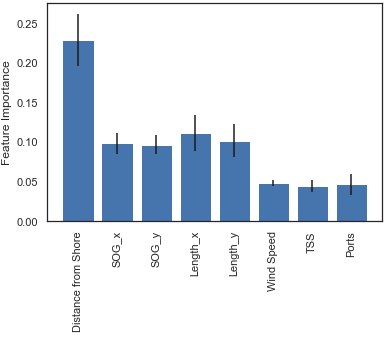 Feature Importance
0.25
0.20
0.15
0.10
0.05
0.00
Distance from Shore
SOG_x
SOG_y
Length_x
Length_y
Wind Speed
TSS
Ports